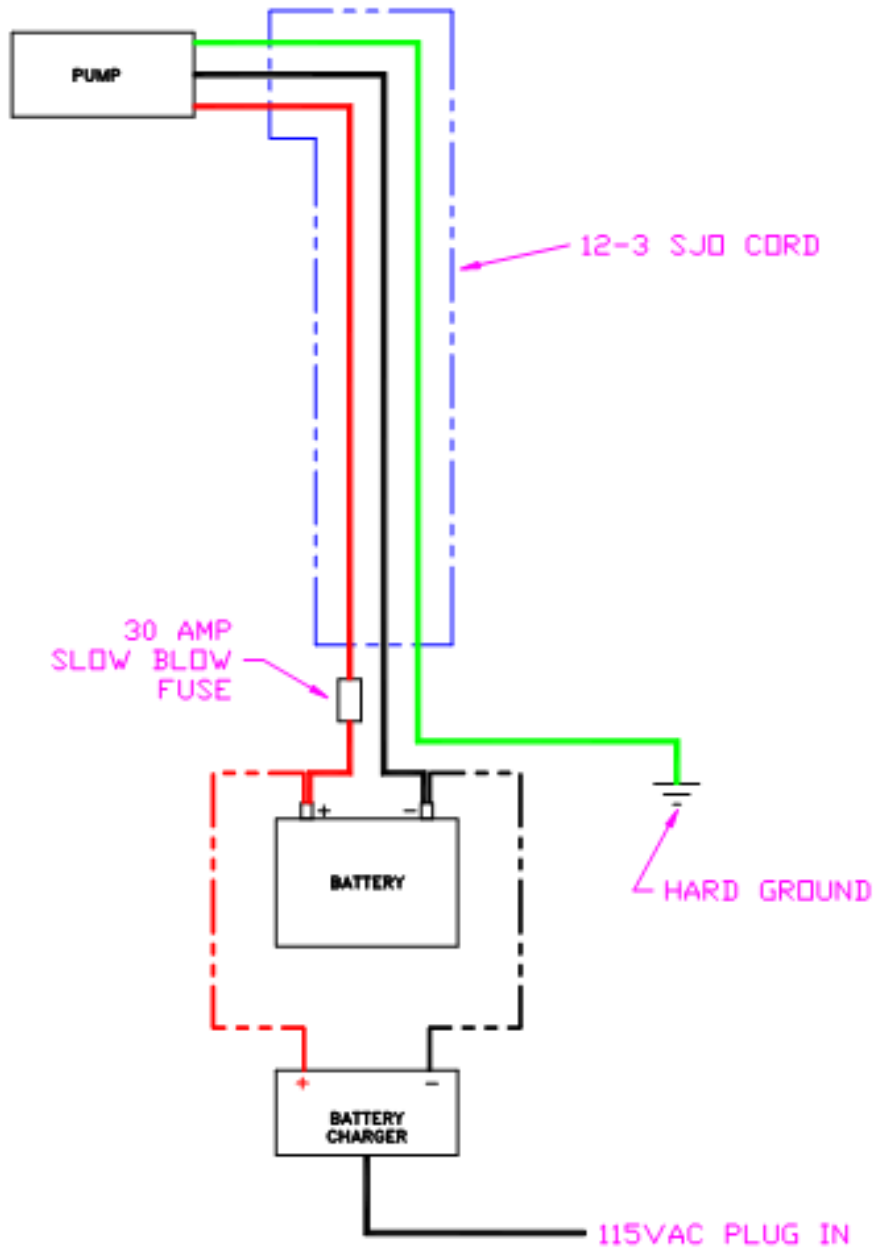 PUMP
12-3 SJO CORD
30 AMP
SLOW BLOW
FUSE
+ -
BATTERY
HARD GROUND
+ -
BATTERY
CHARGER
115VAC PLUG IN